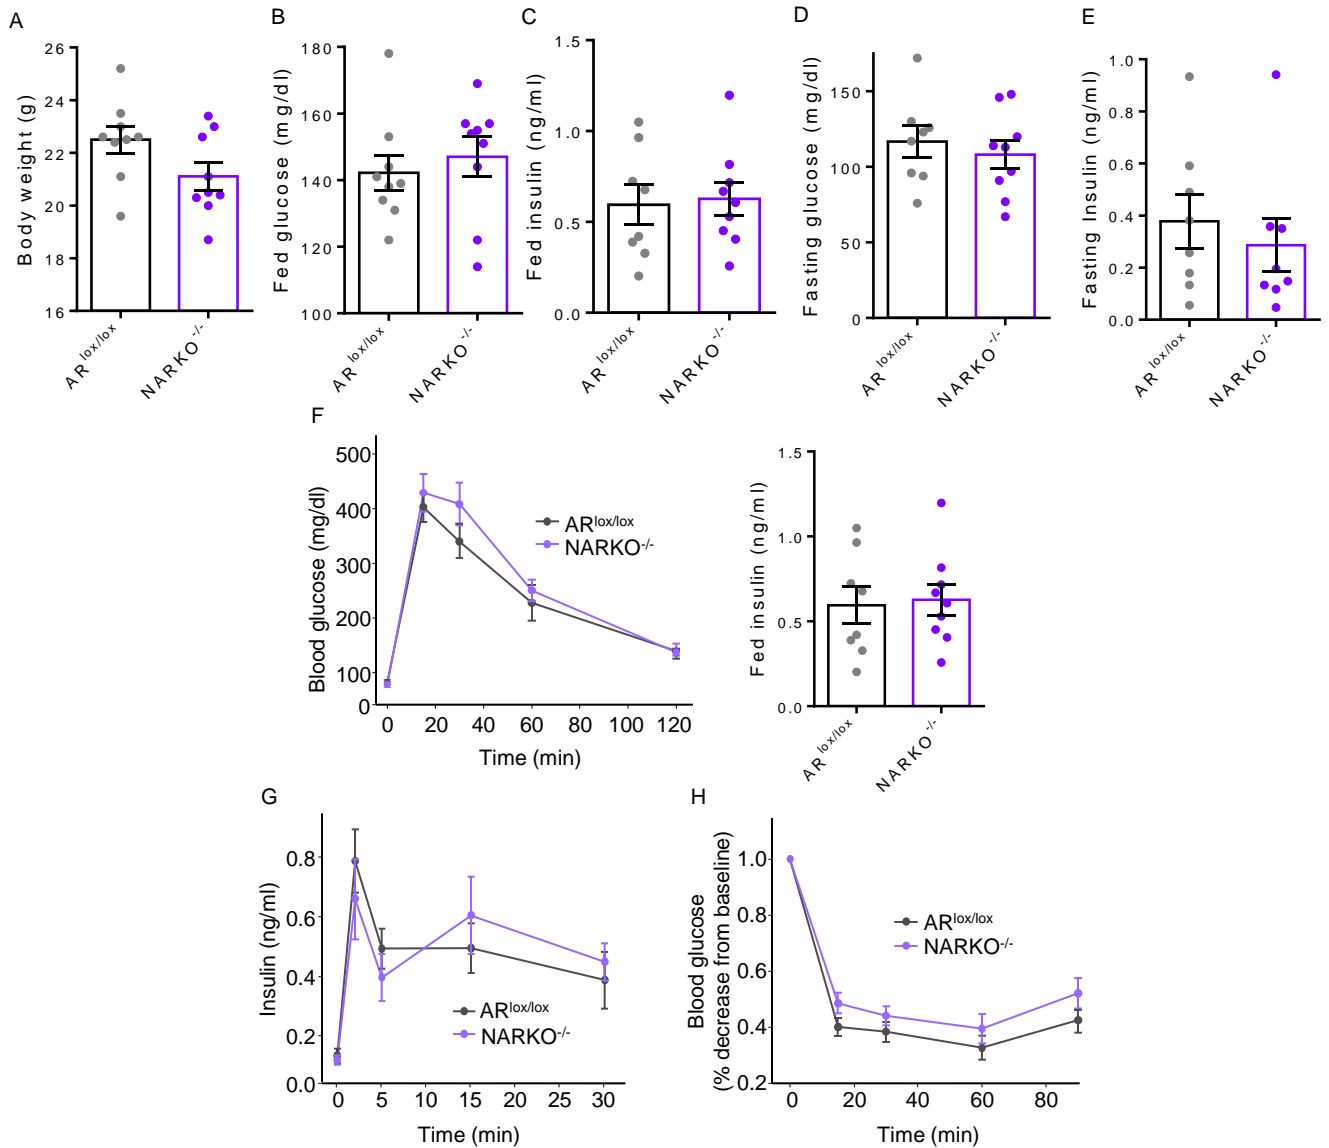 A
Body weight (g)
26
24
22
20
18
16
AR^lox/lox
NARKO^-/-
B
Fed glucose (mg/dl)
180
160
140
120
100
AR^lox/lox
NARKO^-/-
C
Fed insulin (ng/ml)
1.5
1.0
0.5
0.0
AR^lox/lox
NARKO^-/-
D
Fasting glucose (mg/dl)
150
100
50
0
AR^lox/lox
NARKO^-/-
E
Fasting Insulin (ng/ml)
1.0
0.8
0.6
0.4
0.2
0.0
AR^lox/lox
NARKO^-/-
F
Blood glucose (mg/dl)
500
400
300
200
100
0
0 20 40 60 80 100 120
Time (min)
AR^lox/lox
NARKO^-/-
Fed insulin (ng/ml)
1.5
1.0
0.5
0.0
AR^lox/lox
NARKO^-/-
G
Insulin (ng/ml)
0.8
0.6
0.4
0.2
0.0
0 5 10 15 20 25 30
Time (min)
AR^lox/lox
NARKO^-/-
H
Blood glucose
(% decrease from baseline)
1.0
0.8
0.6
0.4
0.2
0 20 40 60 80
Time (min)
AR^lox/lox
NARKO^-/-